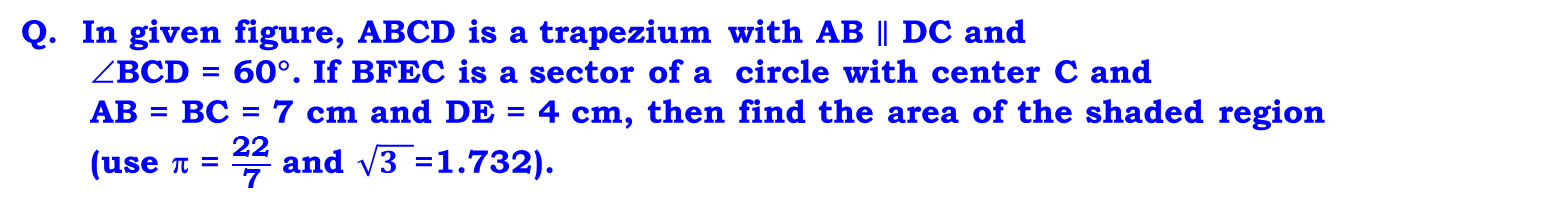 Q. In given figure, ABCD is a trapezium with AB ∥ DC and
∠BCD = 60°. If BFEC is a sector of a circle with center C and
AB = BC = 7 cm and DE = 4 cm, then find the area of the shaded region
(use π = 22/7 and √3 =1.732).